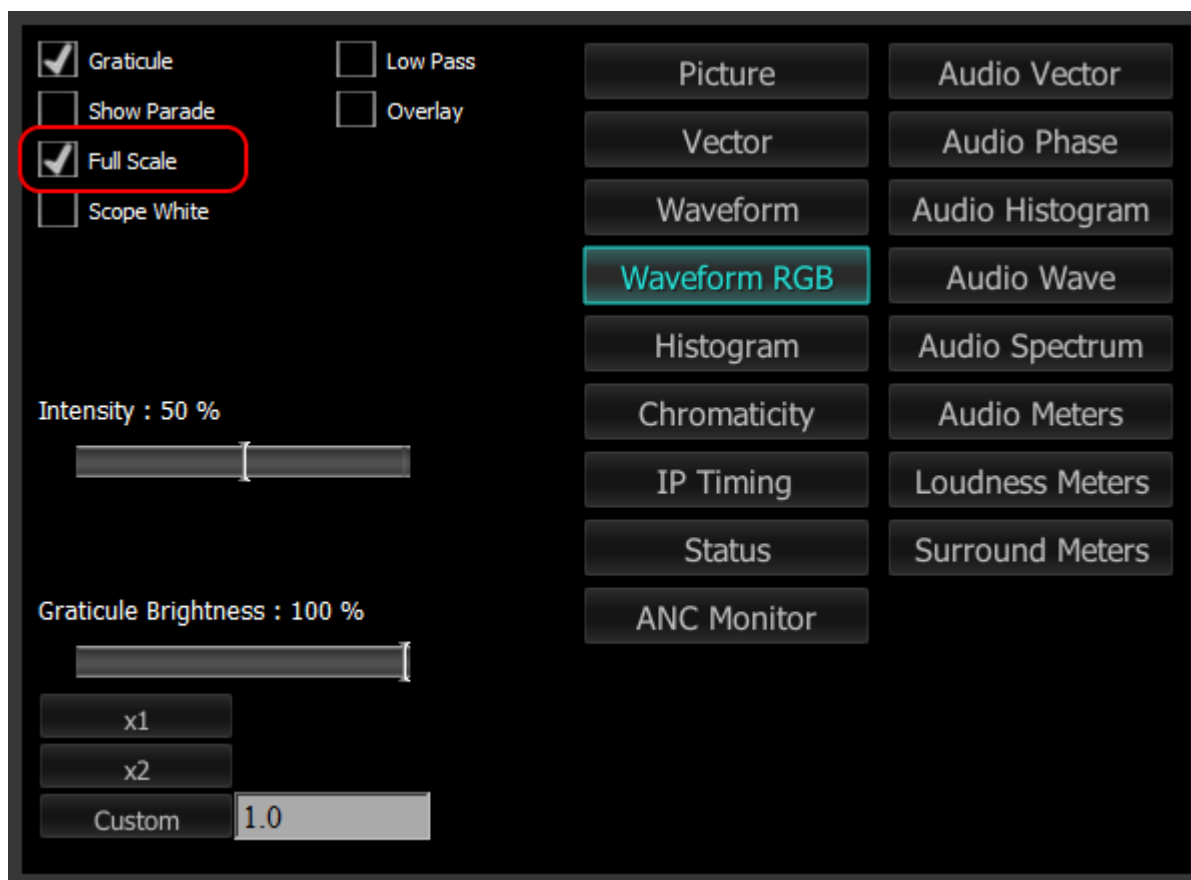 Graticule
Low Pass
Show Parade
Overlay
Full Scale
Scope White
Intensity : 50 %
Graticule Brightness : 100 %
x1
x2
Custom
1.0
Picture
Audio Vector
Vector
Audio Phase
Waveform
Audio Histogram
Waveform RGB
Audio Wave
Histogram
Audio Spectrum
Chromaticity
Audio Meters
IP Timing
Loudness Meters
Status
Surround Meters
ANC Monitor